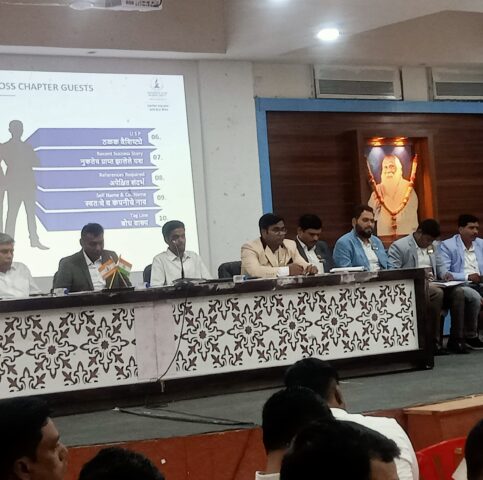 OSS CHAPTER GUESTS
U S P
ठळक वैशिष्ट्ये 06.
Recent Success Story
नुकतेच प्राप्त झालेले यश 07.
References Required
अपेक्षित संदर्भ 08.
Self Name & Co. Name
स्वतःचे व कंपनीचे नाव 09.
Tag Line
बोध वाक्य 10.